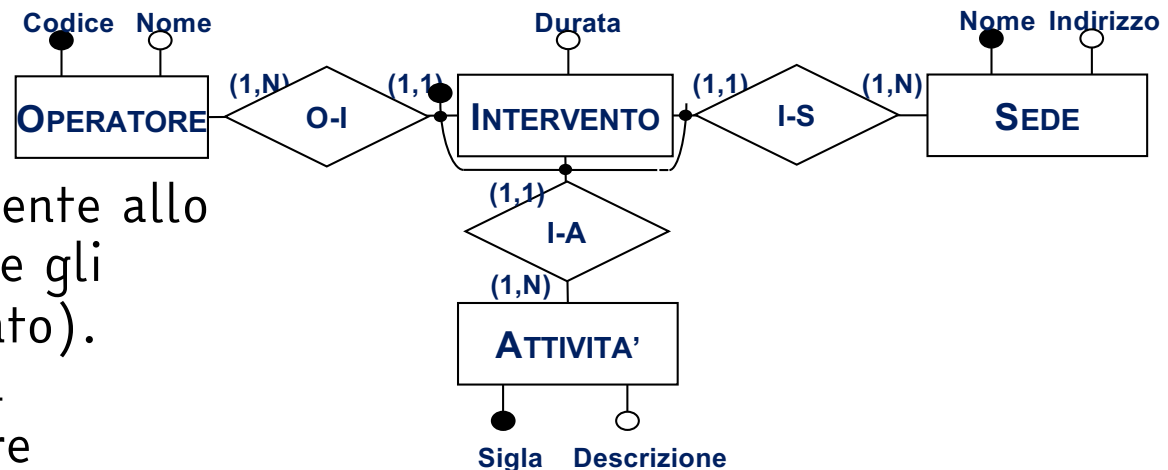 Codice Nome Durata Nome Indirizzo
(1,N) (1,1) (1,1) (1,N)
OPERATORE O-I INTERVENTO I-S SEDE
ente allo
(1,1)
e gli
I-A
(1,N)
ato).
ATTIVITA’
re
Sigla Descrizione